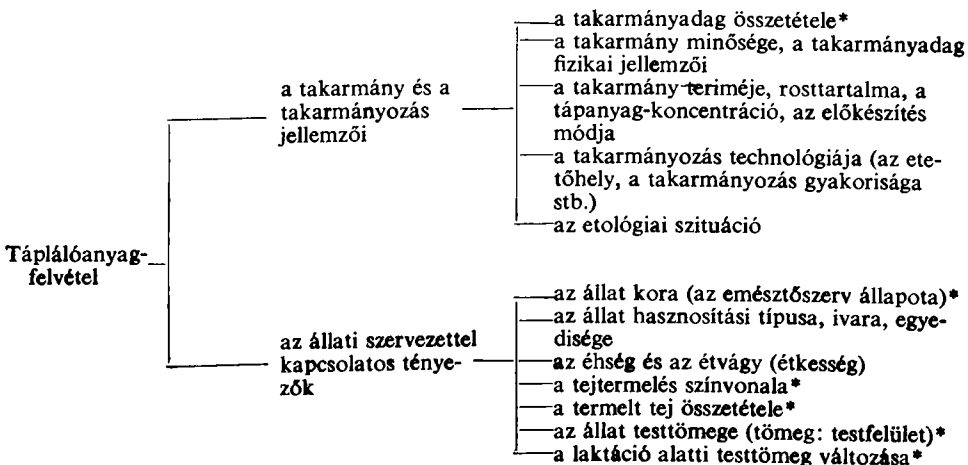 a takarmányadag összetétele*
a takarmány minősége, a takarmányadag
fizikai jellemzői
a takarmány és a
takarmányozás
jellemzői
a takarmány teriméje, rosttartalma, a
tápanyag-koncentráció, az előkészítés
módja
a takarmányozás technológiája (az ete-
tőhely, a takarmányozás gyakorisága
stb.)
az etológiai szituáció
Táplálóanyag-
felvétel
az állati szervezettel
kapcsolatos ténye-
zők
az állat kora (az emésztőszerv állapota)*
az állat hasznosítási típusa, ivara, egye-
disége
az éhség és az étvágy (étkesség)
a tejtermelés színvonala*
a termelt tej összetétele*
az állat testtömege (tömeg: testfelület)*
a laktáció alatti testtömeg változása*